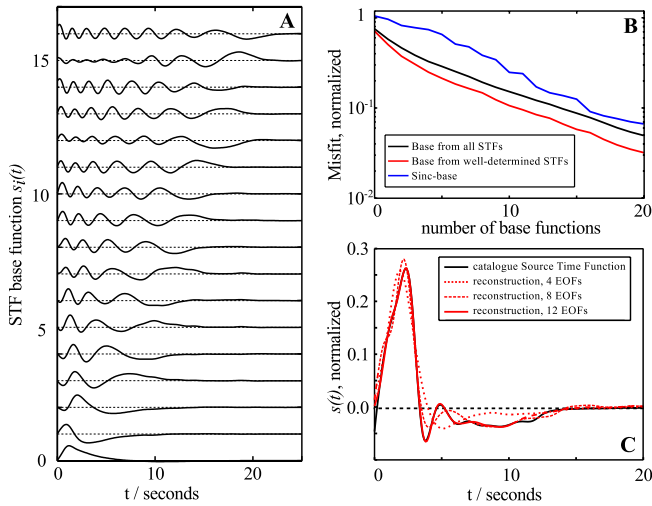 A
STF base function si(t)
15
10
5
0
0
10
20
t / seconds
B
Misfit, normalized
1
10-1
10-2
Base from all STFs
Base from well-determined STFs
Sinc-base
0
10
20
number of base functions
C
s(t), normalized
0.3
0.2
0.1
0.0
catalogue Source Time Function
reconstruction, 4 EOFs
reconstruction, 8 EOFs
reconstruction, 12 EOFs
0
5
10
15
20
t / seconds